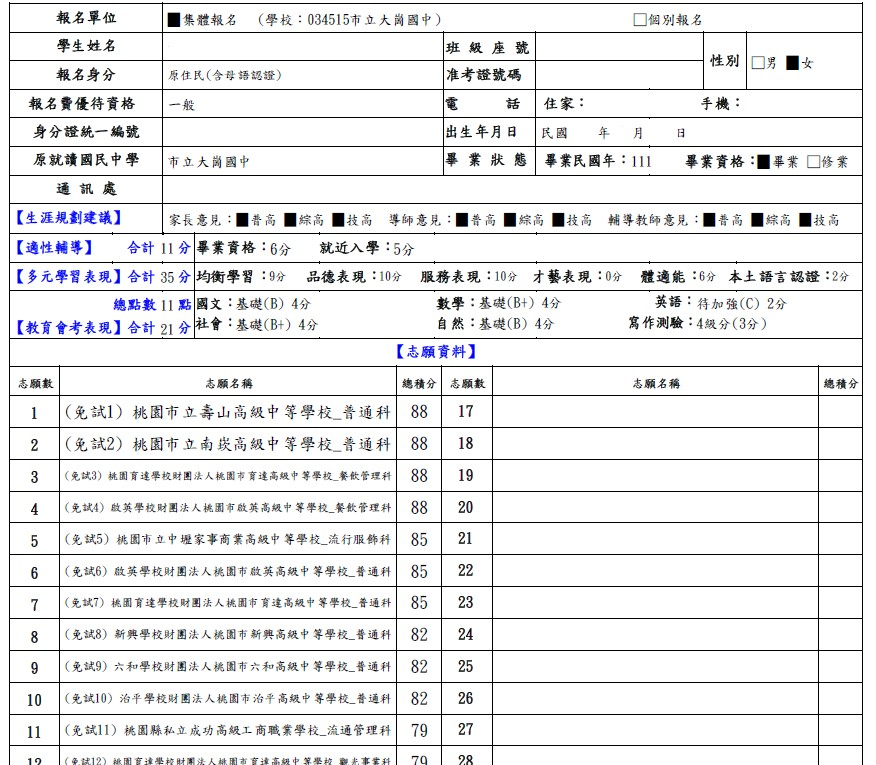 報名單位 ■集體報名 (學校：034515市立大崗國中) □個別報名
學生姓名 班級座號 性別 □男 ■女
報名身分 原住民(含母語認證) 准考證號碼
報名費優待資格 一般 電話 住家： 手機：
身分證統一編號 出生年月日 民國 年 月 日
原就讀國民中學 市立大崗國中 畢業狀態 畢業民國年：111 畢業資格：■畢業 □修業
通訊處
【生涯規劃建議】 家長意見：■普高 ■綜高 ■技高 導師意見：■普高 ■綜高 ■技高 輔導教師意見：■普高 ■綜高 ■技高
【適性輔導】 合計 11 分 畢業資格：6分 就近入學：5分
【多元學習表現】合計 35 分 均衡學習：9分 品德表現：10分 服務表現：10分 才藝表現：0分 體適能：6分 本土語言認證：2分
總點數 11 點 國文：基礎(B) 4分 數學：基礎(B+) 4分 英語：待加強(C) 2分
【教育會考表現】合計 21 分 社會：基礎(B+) 4分 自然：基礎(B) 4分 寫作測驗：4級分(3分)
【志願資料】
志願數 志願名稱 總積分 志願數 志願名稱 總積分
1 (免試1) 桃園市立壽山高級中等學校_普通科 88 17
2 (免試2) 桃園市立南崁高級中等學校_普通科 88 18
3 (免試3) 桃園育達學校財團法人桃園市育達高級中等學校_餐飲管理科 88 19
4 (免試4) 啟英學校財團法人桃園市啟英高級中等學校_餐飲管理科 88 20
5 (免試5) 桃園市立中壢家事商業高級中等學校_流行服飾科 85 21
6 (免試6) 啟英學校財團法人桃園市啟英高級中等學校_普通科 85 22
7 (免試7) 桃園育達學校財團法人桃園市育達高級中等學校_普通科 85 23
8 (免試8) 新興學校財團法人桃園市新興高級中等學校_普通科 82 24
9 (免試9) 六和學校財團法人桃園市六和高級中等學校_普通科 82 25
10 (免試10) 治平學校財團法人桃園市治平高級中等學校_普通科 82 26
11 (免試11) 桃園縣私立成功高級工商職業學校_流通管理科 79 27
12 (免試12) 桃園育達學校財團法人桃園市育達高級中等學校_觀光事業科 79 28